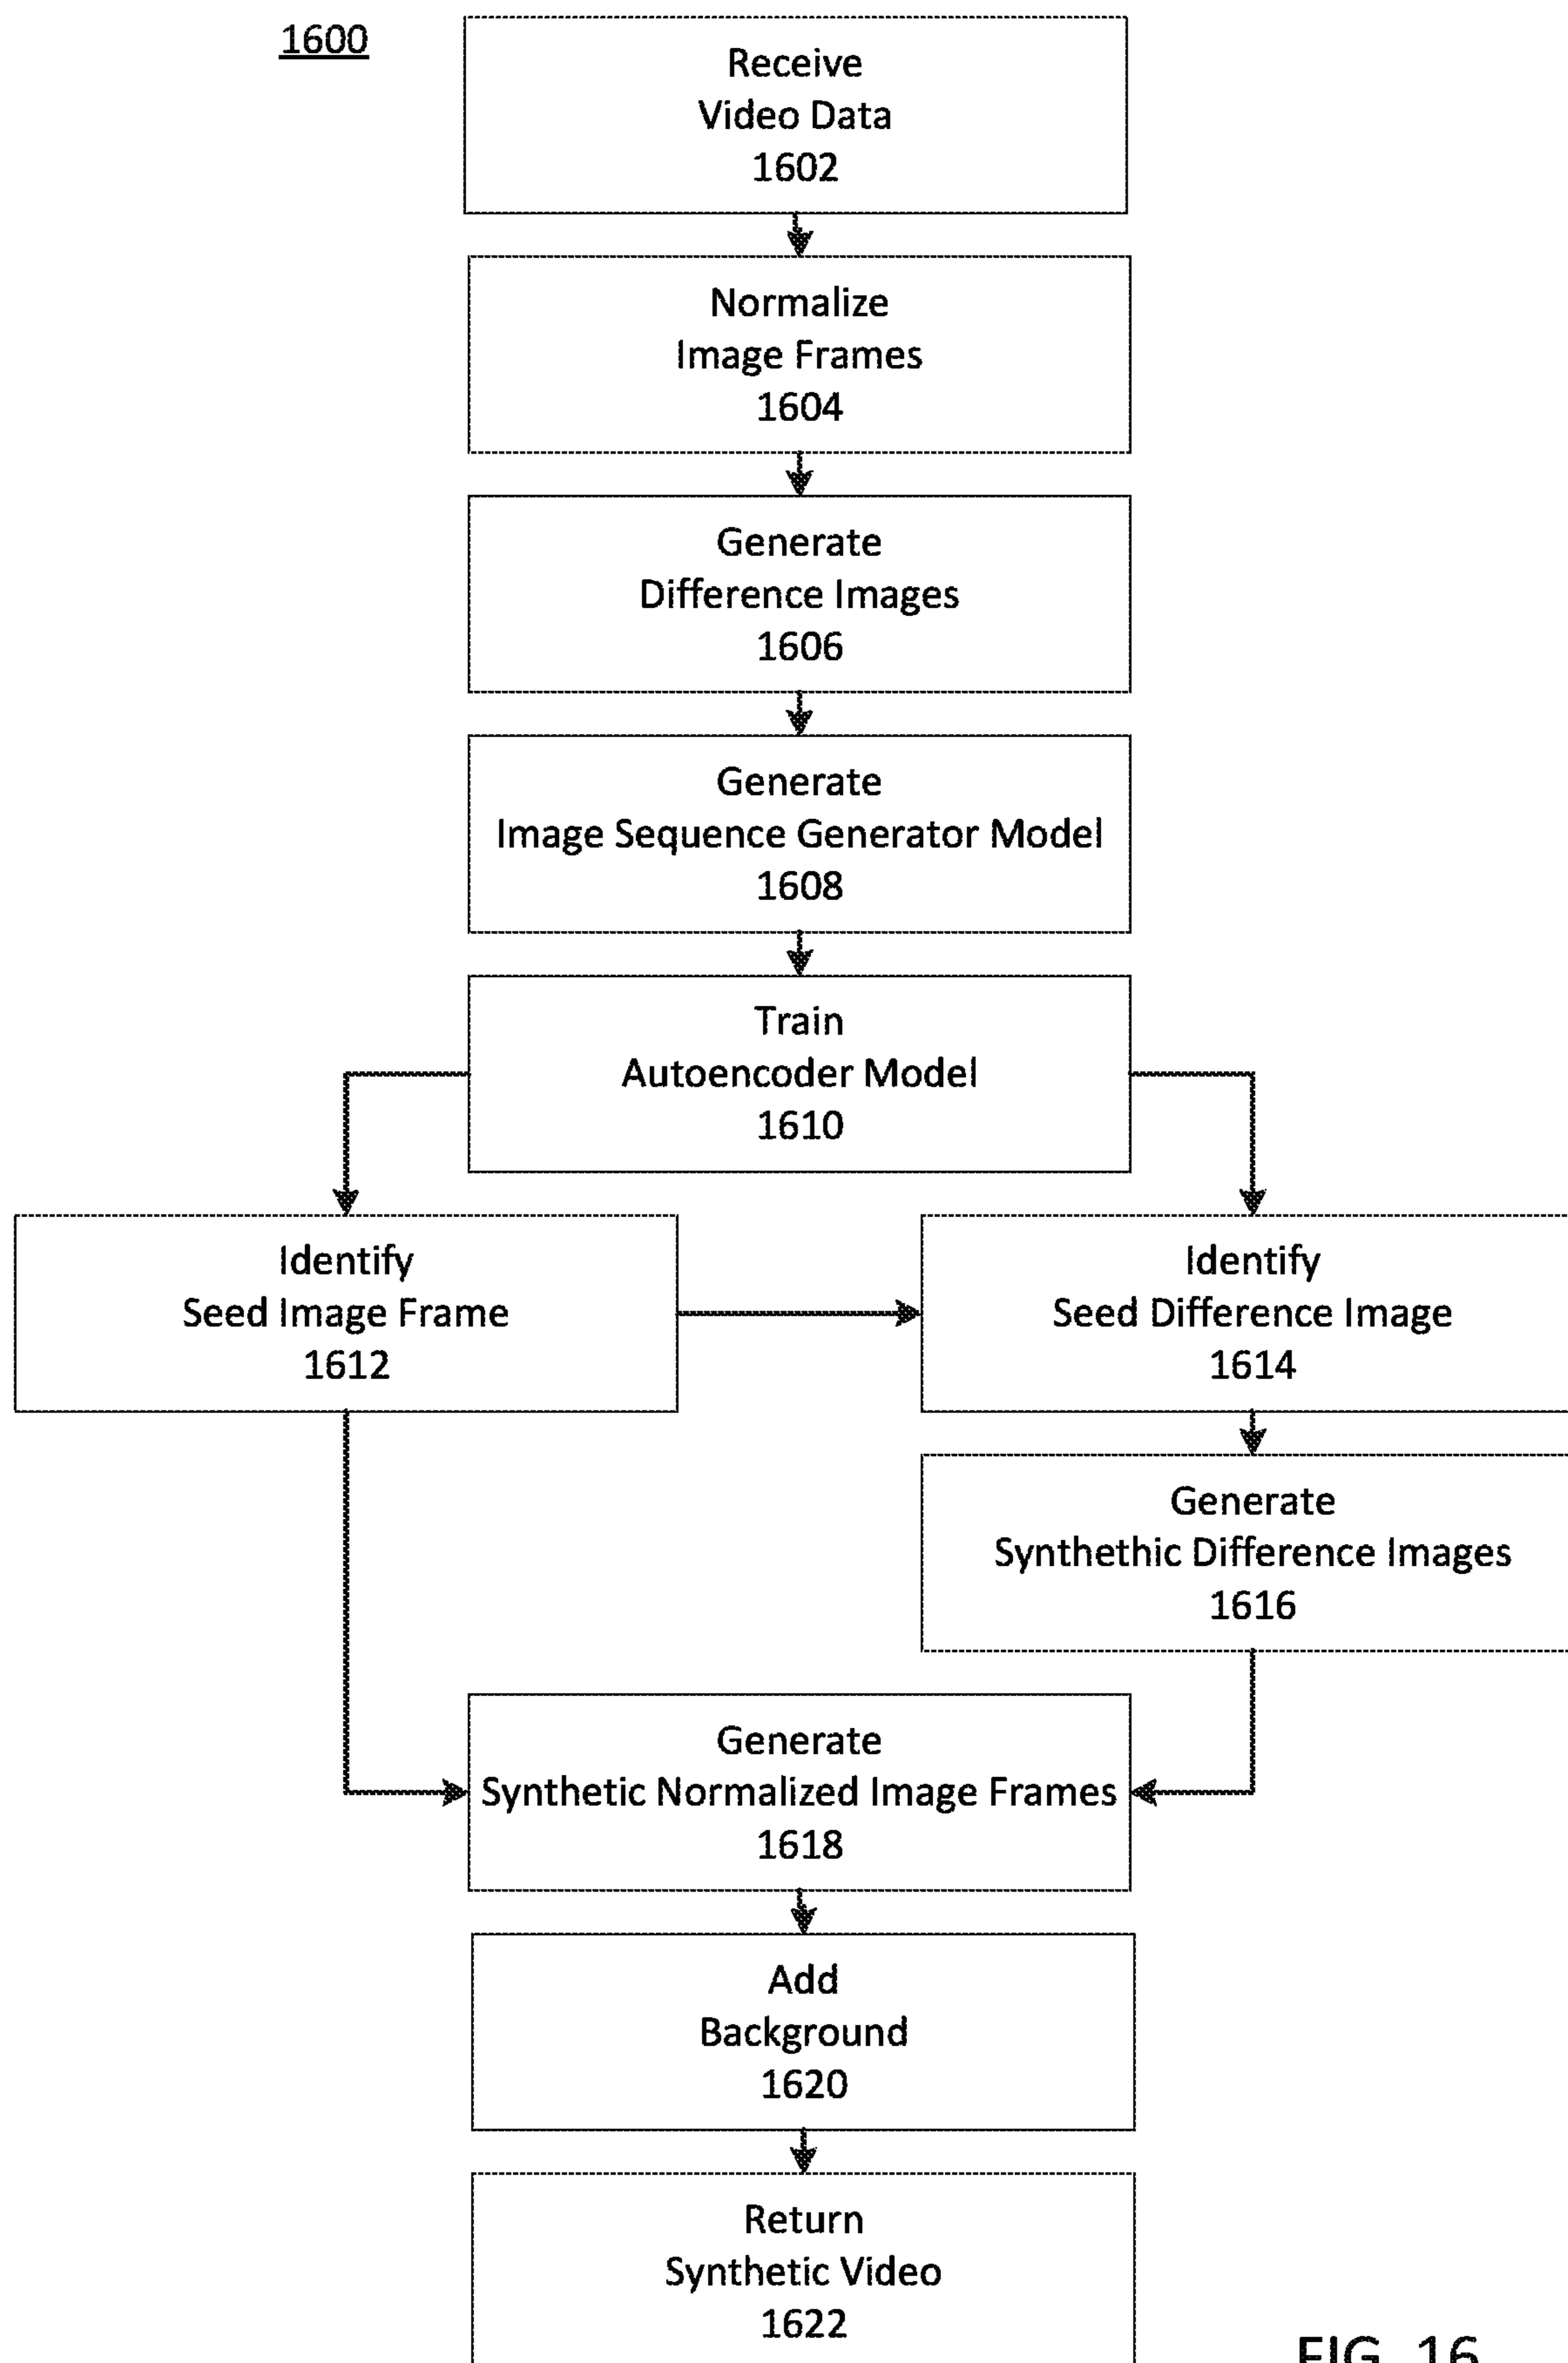 1600
Receive
Video Data
1602
Normalize
Image Frames
1604
Generate
Difference Images
1606
Generate
Image Sequence Generator Model
1608
Train
Autoencoder Model
1610
Identify
Seed Image Frame
1612
Identify
Seed Difference Image
1614
Generate
Synthethic Difference Images
1616
Generate
Synthetic Normalized Image Frames
1618
Add
Background
1620
Return
Synthetic Video
1622
FIG. 16